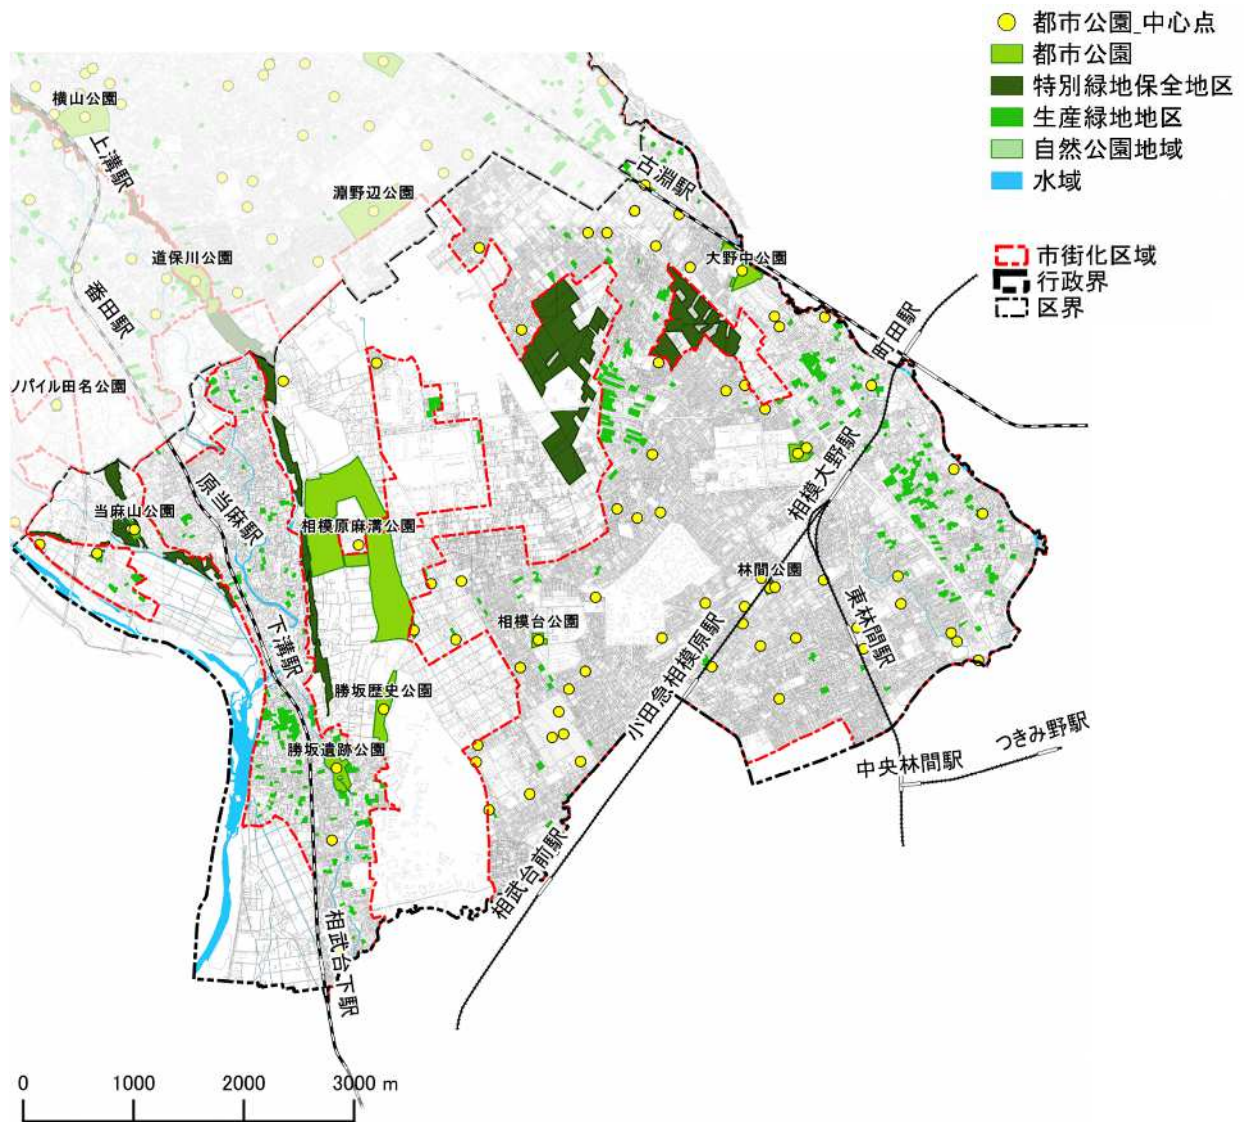 都市公園_中心点
都市公園
特別緑地保全地区
生産緑地地区
自然公園地域
水域
市街化区域
行政界
区界
横山公園
上溝駅
古淵駅
淵野辺公園
道保川公園
大野中公園
番田駅
町田駅
ノバイル田名公園
相模大野駅
原当麻駅
当麻山公園
相模原麻溝公園
林間公園
東林間駅
相模台公園
下溝駅
小田急相模原駅
勝坂歴史公園
つきみ野駅
勝坂遺跡公園
中央林間駅
相武台前駅
相武台下駅
0 1000 2000 3000 m